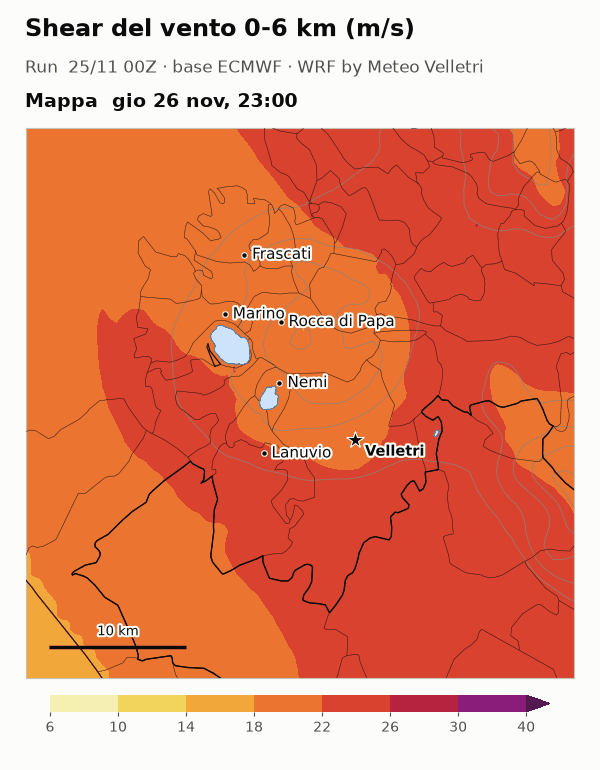 Shear del vento 0-6 km (m/s)
Run  25/11 00Z · base ECMWF · WRF by Meteo Velletri
Mappa  gio 26 nov, 23:00
Frascati
Marino
Rocca di Papa
Nemi
Velletri
Lanuvio
10 km
6 10 14 18 22 26 30 40